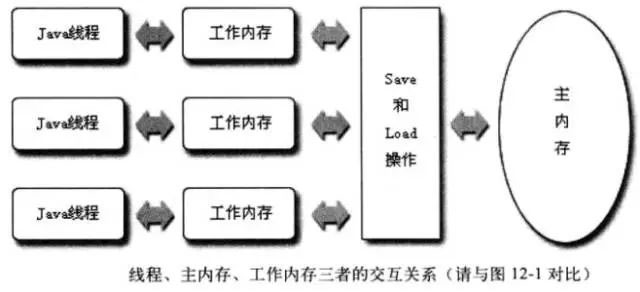 Java线程
工作内存
Java线程
工作内存
Java线程
工作内存
Save
和
Load
操作
主
内
存
线程、主内存、工作内存三者的交互关系（请与图 12-1 对比）